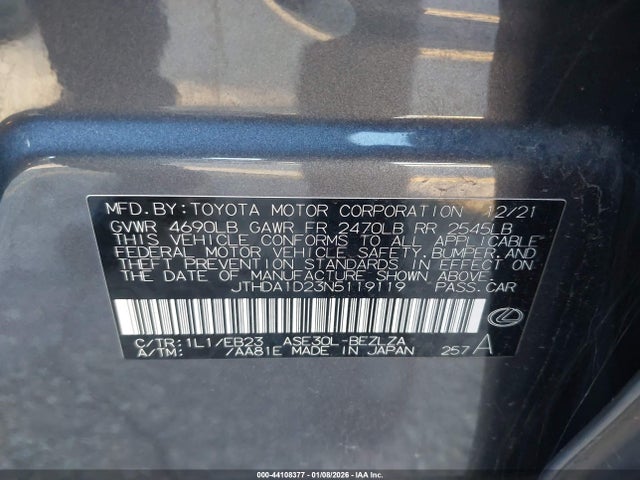 MFD.BY:TOYOTA MOTOR CORPORATION 12/21
GVWR 4690LB GAWR FR 2470LB RR 2545LB
THIS VEHICLE CONFORMS TO ALL APPLICABLE
FEDERAL MOTOR VEHICLE SAFETY,BUMPER,AND
THEFT PREVENTION STANDARDS IN EFFECT ON
THE DATE OF MANUFACTURE SHOWN ABOVE.
JTHDA1D23N5119119 PASS.CAR
C/TR:1L1/EB23 ASE30L-BEZLZA
A/TM: /AA81E MADE IN JAPAN 257 A
000-44108377 - 01/08/2026 - IAA Inc.